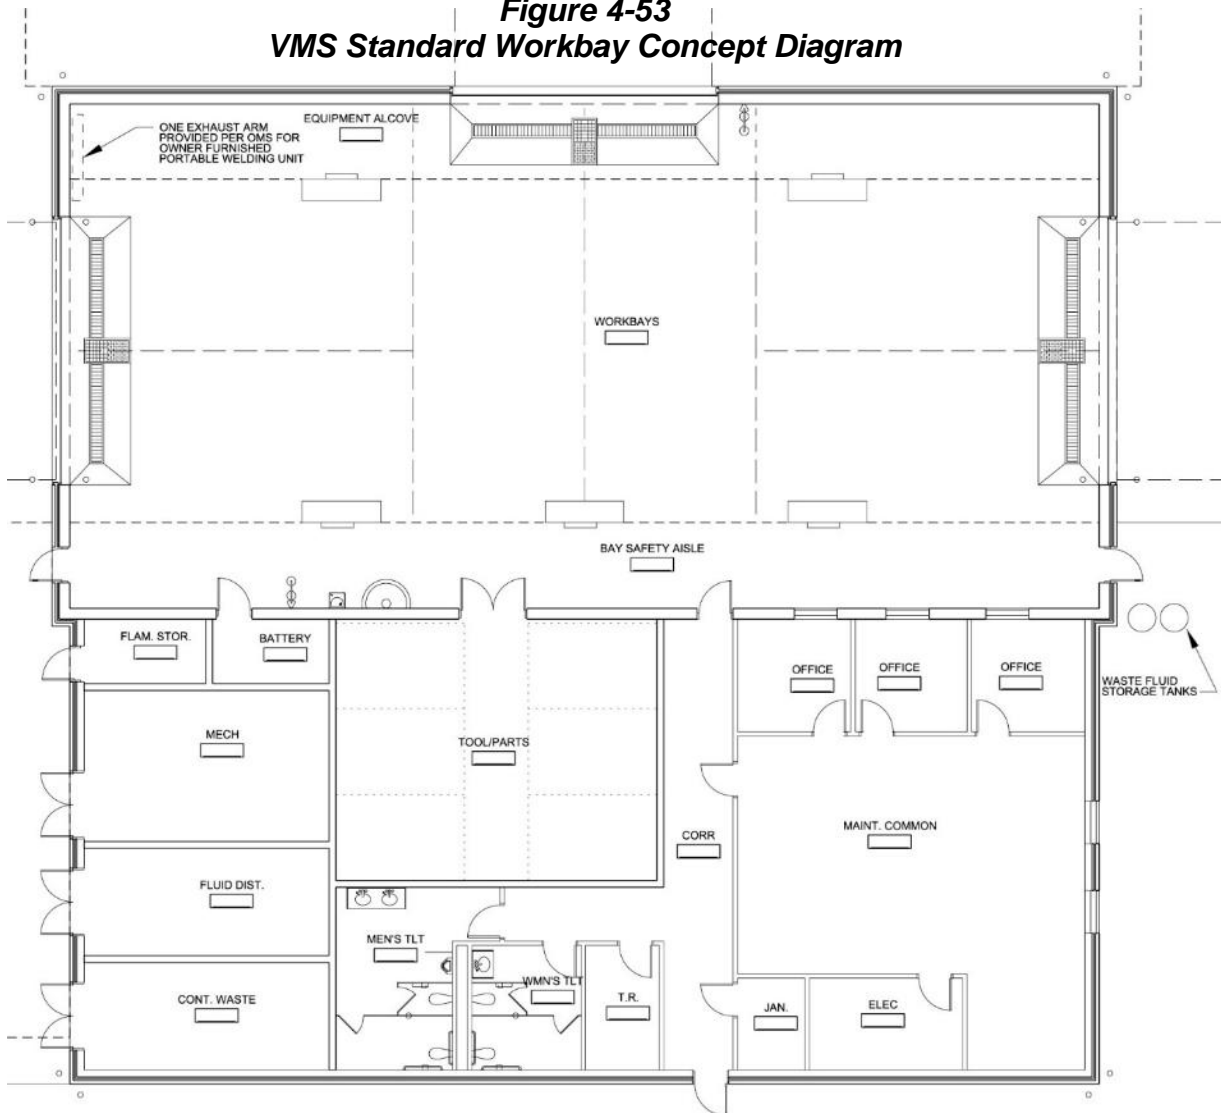 Figure 4-53
VMS Standard Workbay Concept Diagram
ONE EXHAUST ARM
PROVIDED PER OMS FOR
OWNER FURNISHED
PORTABLE WELDING UNIT
EQUIPMENT ALCOVE
WORKBAYS
BAY SAFETY AISLE
FLAM. STOR.
BATTERY
OFFICE
OFFICE
OFFICE
WASTE FLUID
STORAGE TANKS
MECH
TOOL/PARTS
MAINT. COMMON
CORR
FLUID DIST.
MEN'S TLT
WMN'S TLT
T.R.
CONT. WASTE
JAN.
ELEC